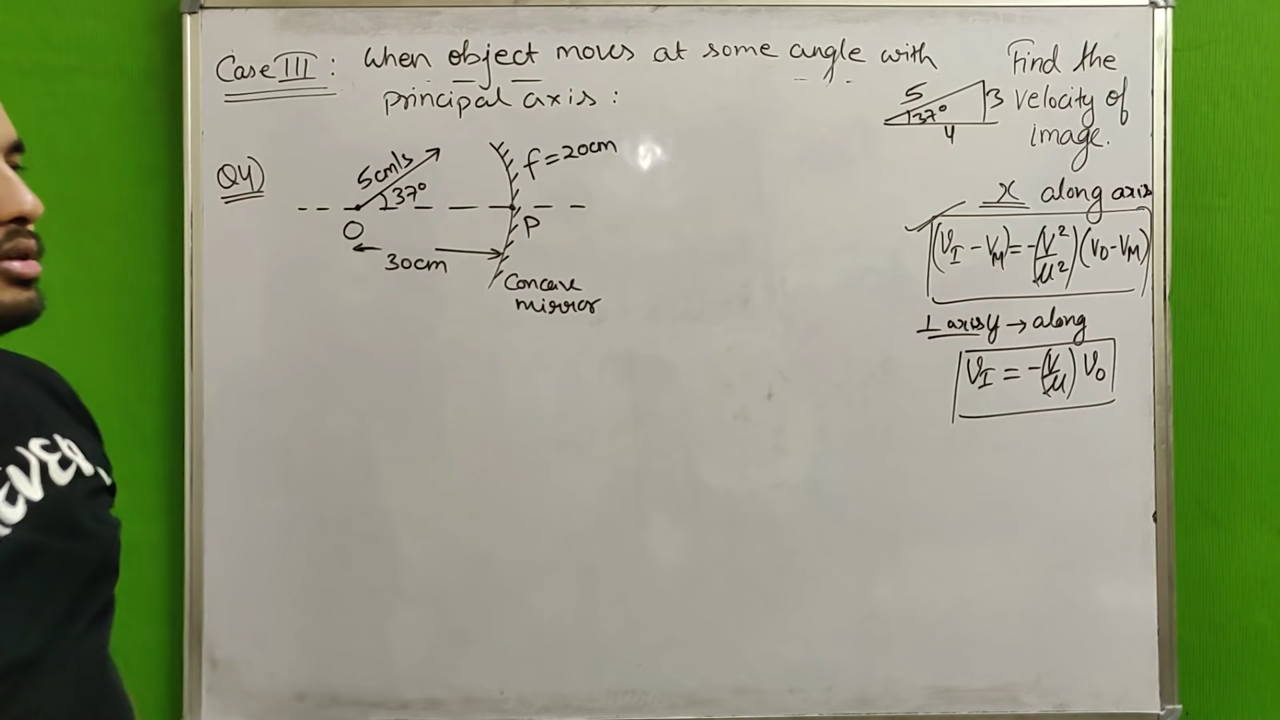 Case III : When object moves at some angle with
principal axis :
Find the
velocity of
image.
5
3
37°
4
Q4)
5cm/s
37°
f = 20cm
O
P
30cm
Concave
mirror
x along axis
(V_I - V_M) = -(V²/u²)(V_O - V_M)
⊥ axis y → along
V_I = -(V/u) V_O
EVER